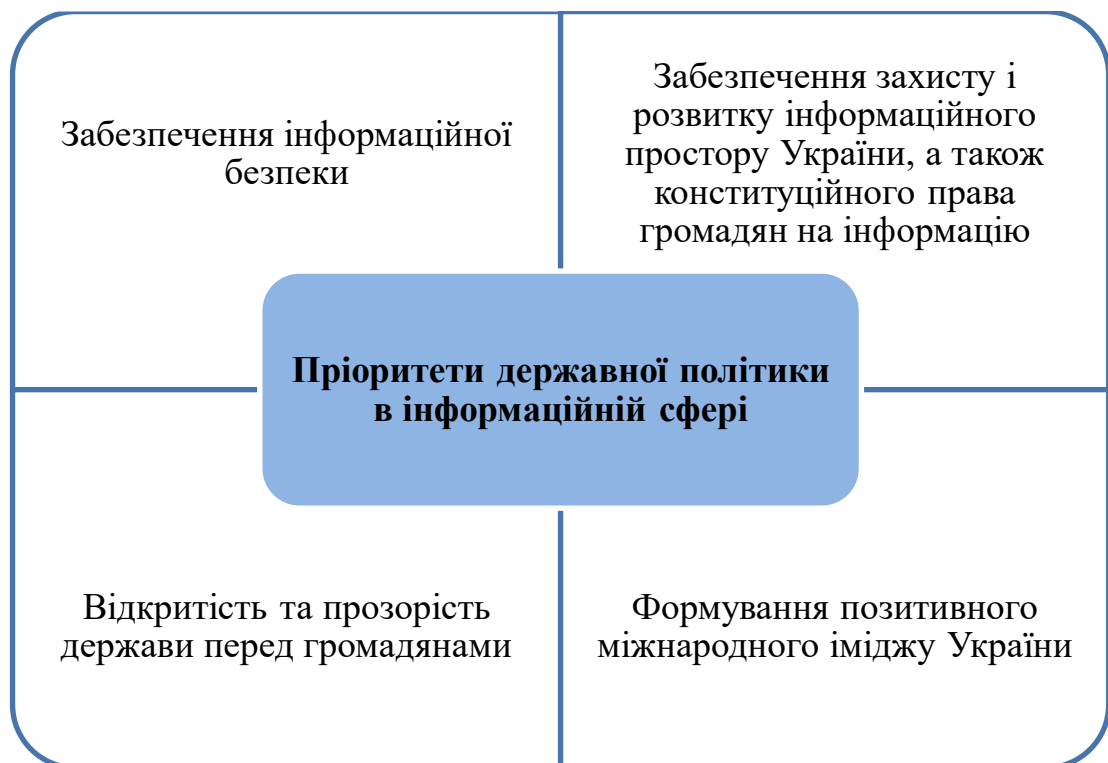 Забезпечення інформаційної
безпеки
Забезпечення захисту і
розвитку інформаційного
простору України, а також
конституційного права
громадян на інформацію
Пріоритети державної політики
в інформаційній сфері
Відкритість та прозорість
держави перед громадянами
Формування позитивного
міжнародного іміджу України